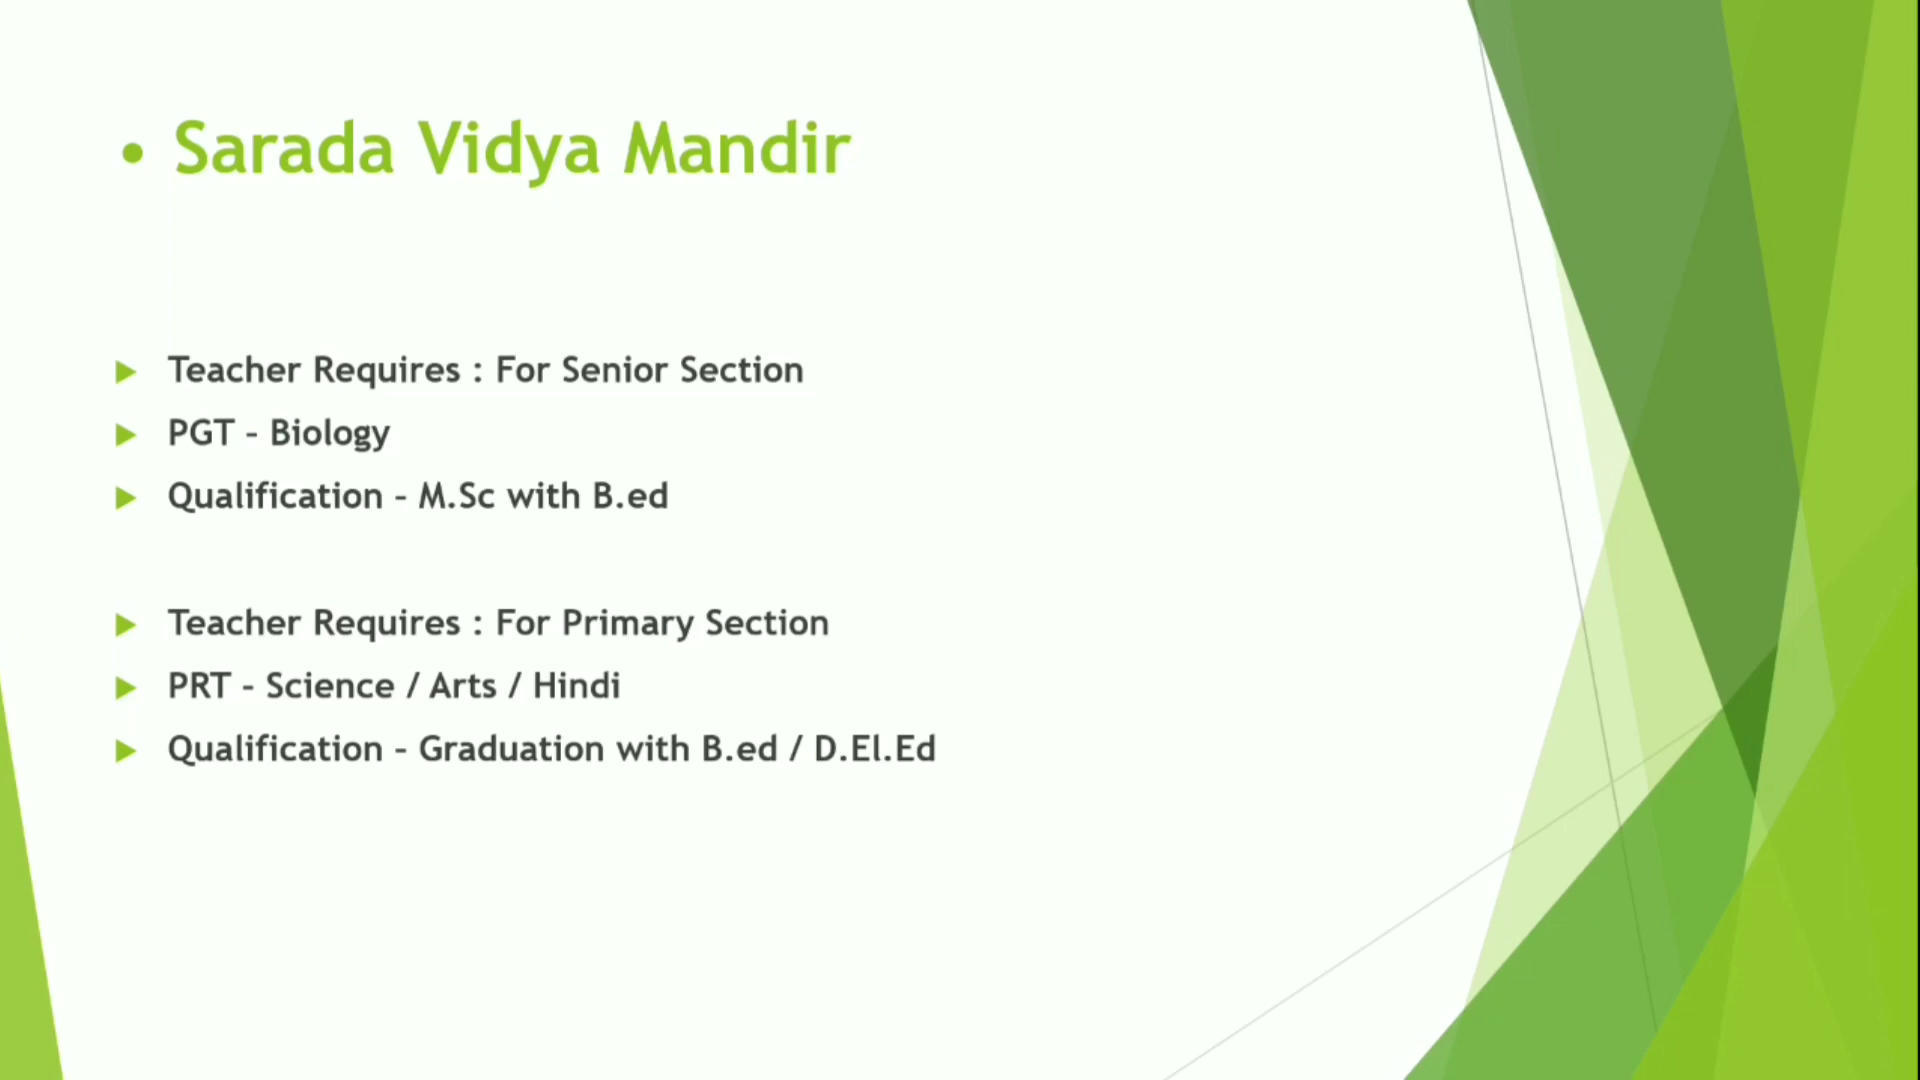 • Sarada Vidya Mandir
Teacher Requires : For Senior Section
PGT - Biology
Qualification - M.Sc with B.ed
Teacher Requires : For Primary Section
PRT - Science / Arts / Hindi
Qualification - Graduation with B.ed / D.El.Ed